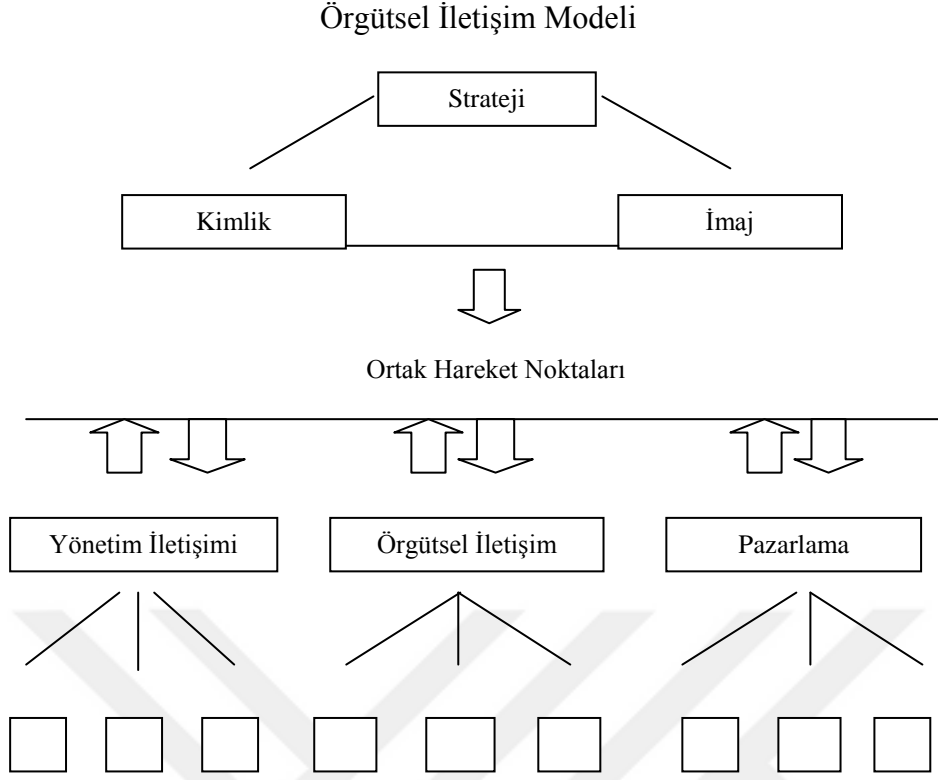 Örgütsel İletişim Modeli
Strateji
Kimlik
İmaj
Ortak Hareket Noktaları
Yönetim İletişimi
Örgütsel İletişim
Pazarlama